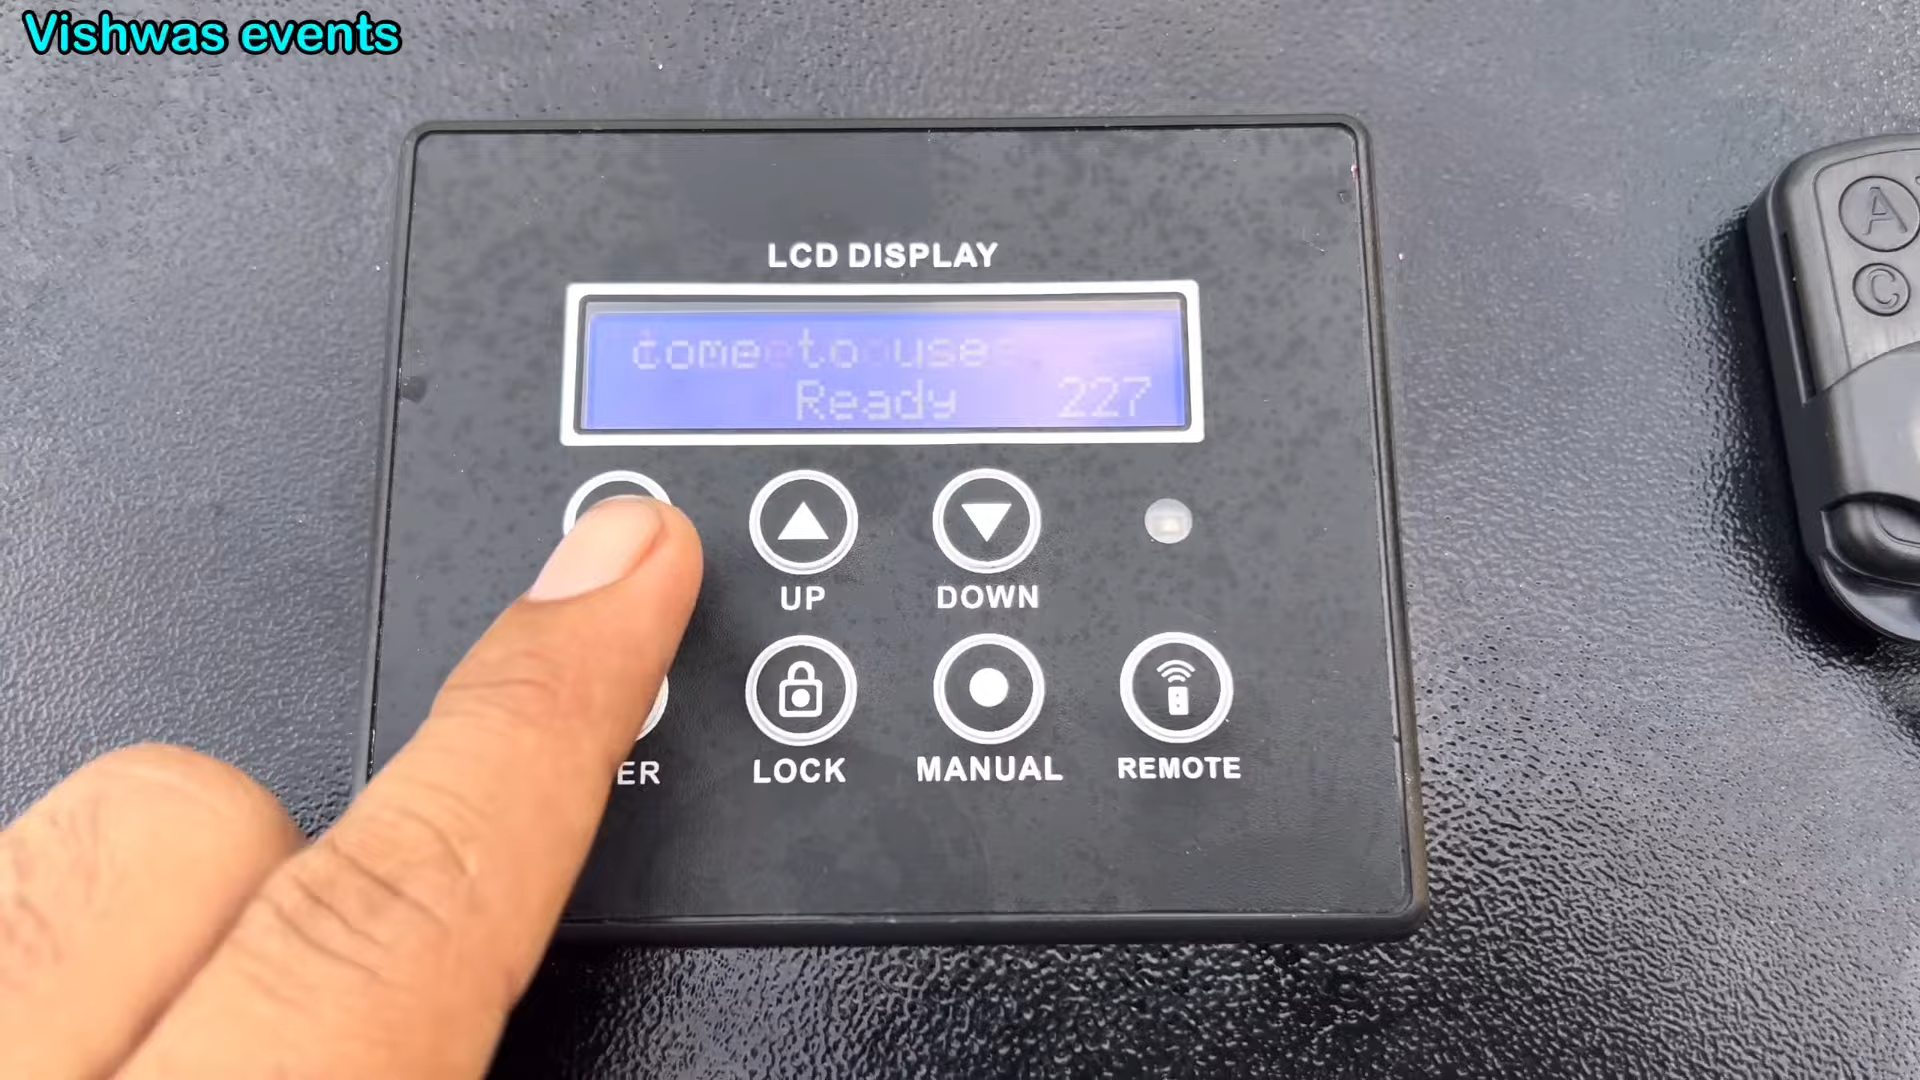 Vishwas events
LCD DISPLAY
come to use
Ready 227
UP DOWN
ER LOCK MANUAL REMOTE
A
C